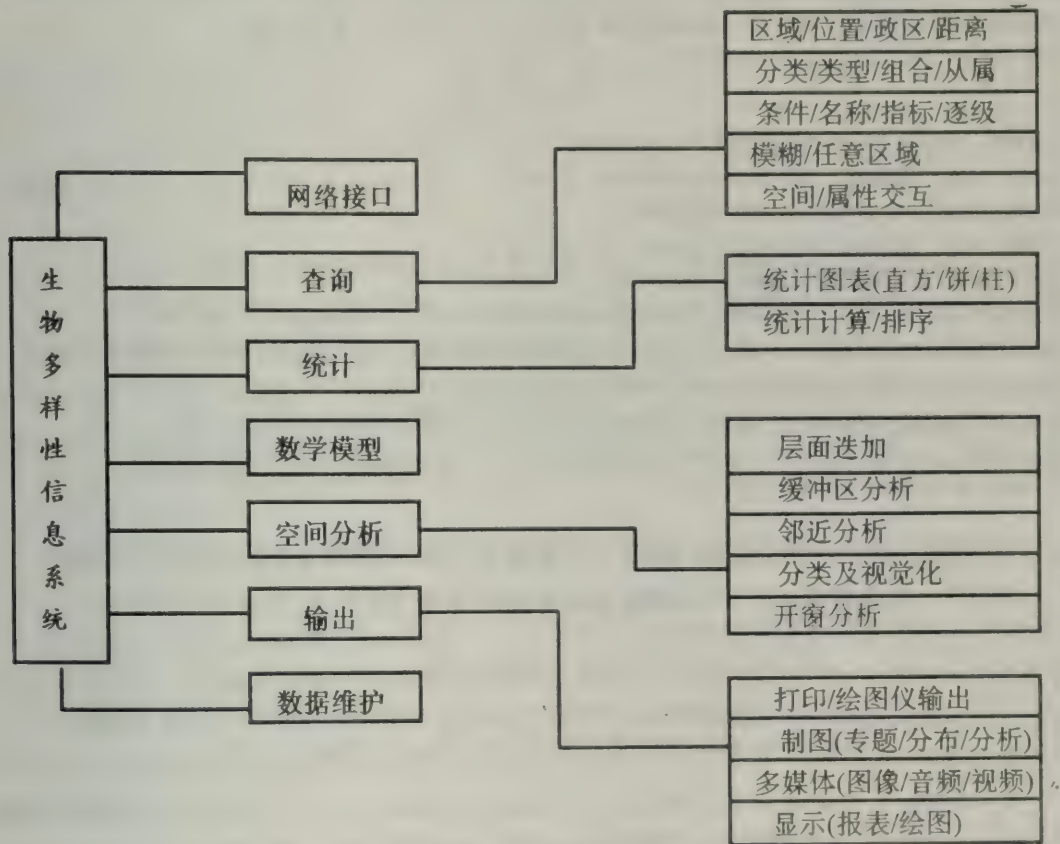 生物多样性信息系统
网络接口
查询
统计
数学模型
空间分析
输出
数据维护
区域/位置/政区/距离
分类/类型/组合/从属
条件/名称/指标/逐级
模糊/任意区域
空间/属性交互
统计图表(直方/饼/柱)
统计计算/排序
层面迭加
缓冲区分析
邻近分析
分类及视觉化
开窗分析
打印/绘图仪输出
制图(专题/分布/分析)
多媒体(图像/音频/视频)
显示(报表/绘图)